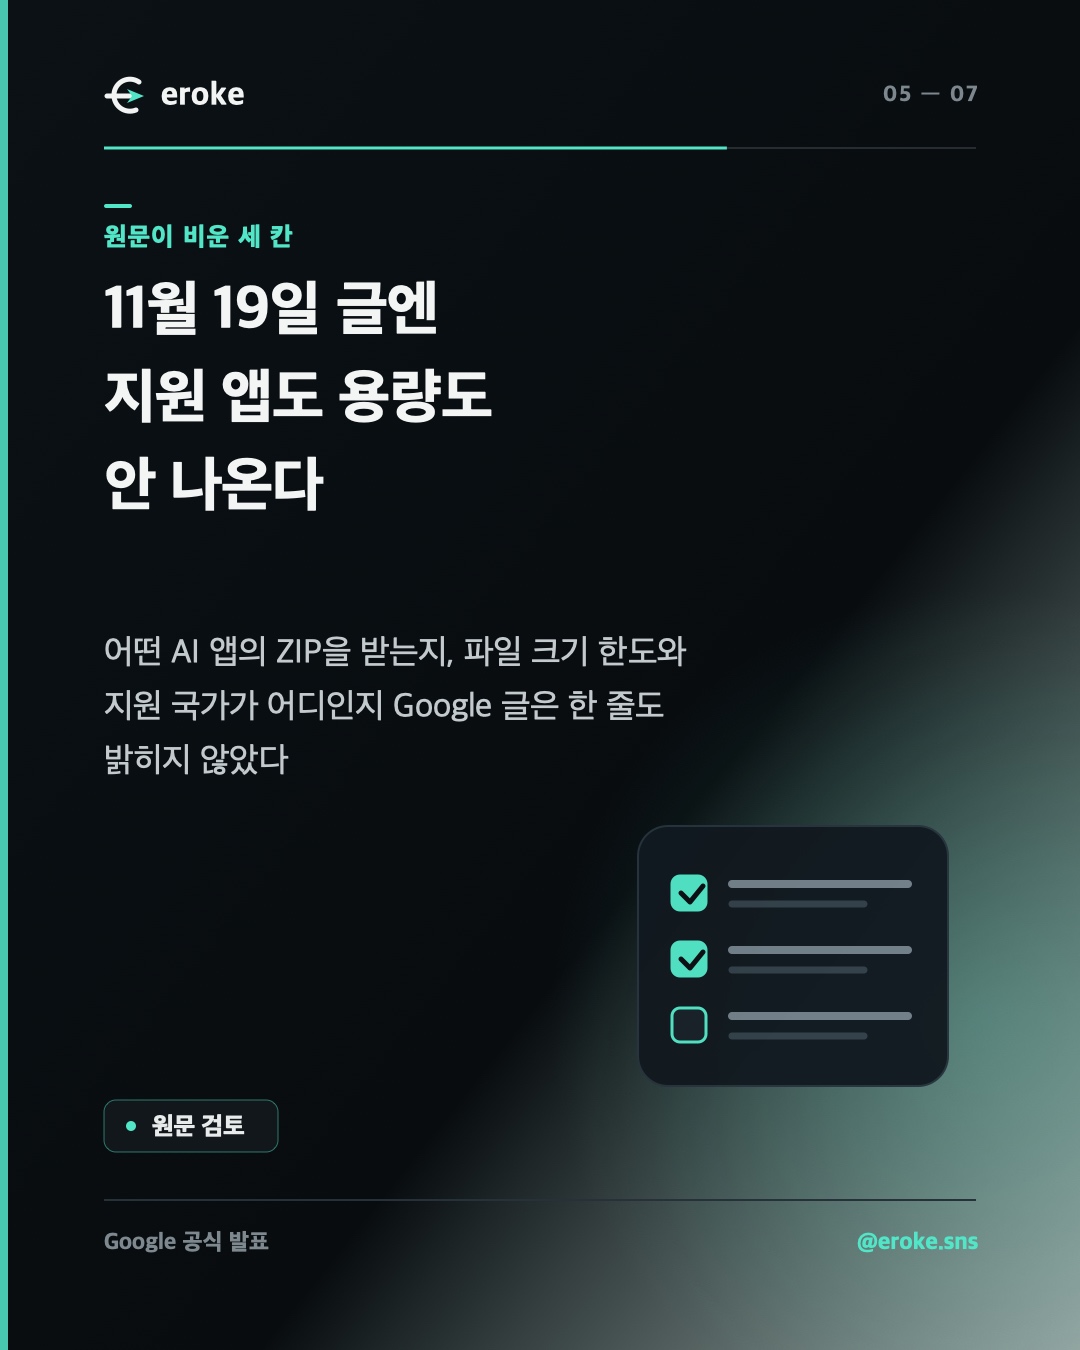 eroke
05 — 07
원문이 비운 세 칸
11월 19일 글엔
지원 앱도 용량도
안 나온다
어떤 AI 앱의 ZIP을 받는지, 파일 크기 한도와
지원 국가가 어디인지 Google 글은 한 줄도
밝히지 않았다
원문 검토
Google 공식 발표
@eroke.sns